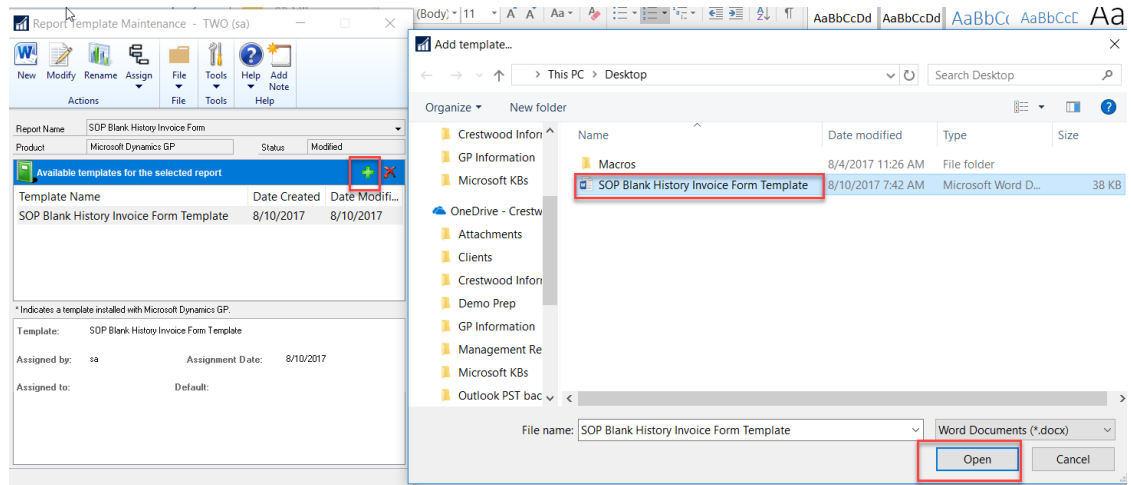 Report Template Maintenance - TWO (sa)
New Modify Rename Assign File Tools Help Add Note
Actions File Tools Help
Report Name SOP Blank History Invoice Form
Product Microsoft Dynamics GP Status Modified
Available templates for the selected report
Template Name Date Created Date Modifi...
SOP Blank History Invoice Form Template 8/10/2017 8/10/2017
* Indicates a template installed with Microsoft Dynamics GP.
Template: SOP Blank History Invoice Form Template
Assigned by: sa Assignment Date: 8/10/2017
Assigned to: Default:
(Body) 11 A A Aa AaBbCcDd AaBbCcDd AaBbC( AaBbCcE Aa
Add template...
This PC > Desktop Search Desktop
Organize New folder
Name Date modified Type Size
Macros 8/4/2017 11:26 AM File folder
SOP Blank History Invoice Form Template 8/10/2017 7:42 AM Microsoft Word D... 38 KB
Crestwood Inforr
GP Information
Microsoft KBs
OneDrive - Crestw
Attachments
Clients
Crestwood Inforr
Demo Prep
GP Information
Management Re
Microsoft KBs
Outlook PST bac
File name: SOP Blank History Invoice Form Template Word Documents (*.docx)
Open Cancel